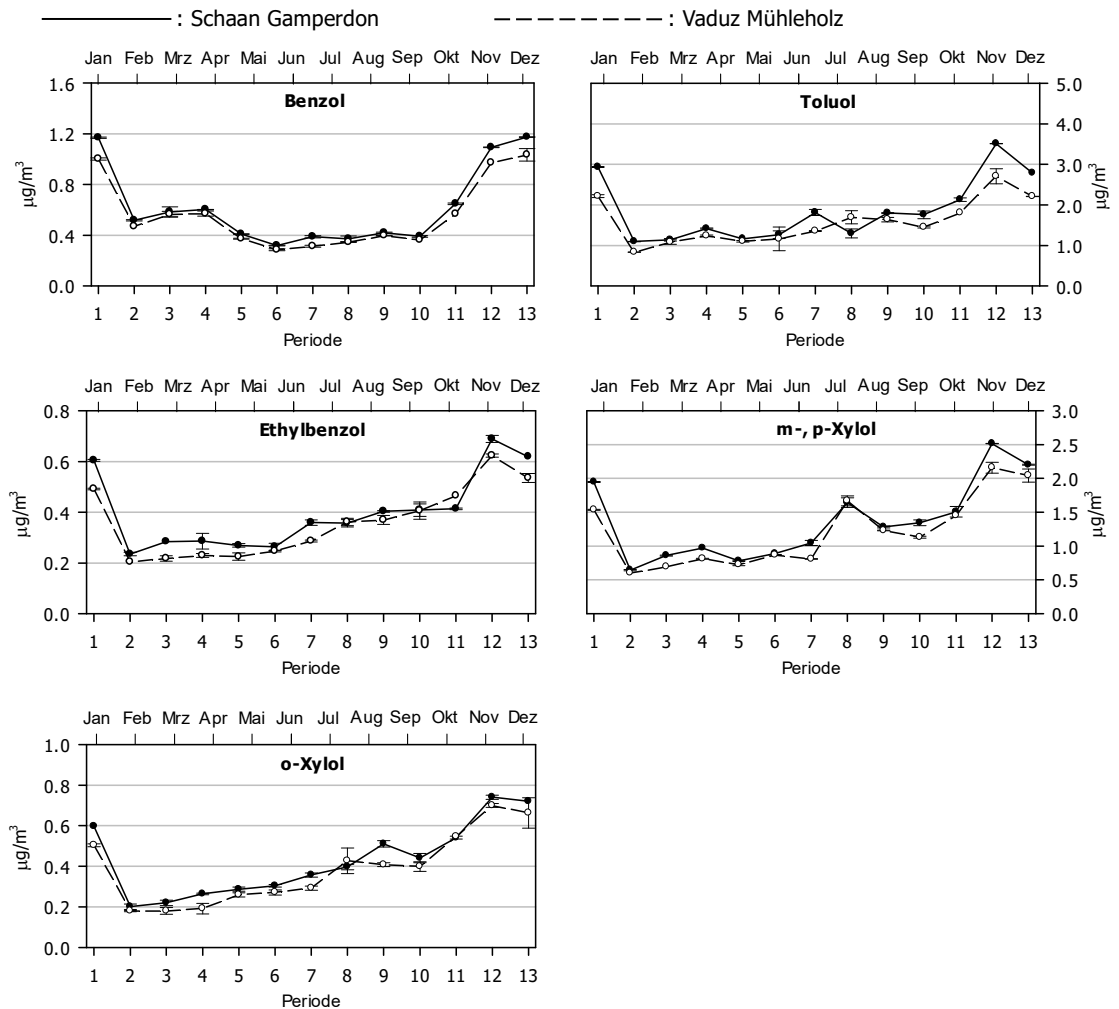 : Schaan Gamperdon : Vaduz Mühleholz
Jan Feb Mrz Apr Mai Jun Jul Aug Sep Okt Nov Dez
Benzol
µg/m³
1.6
1.2
0.8
0.4
0.0
1 2 3 4 5 6 7 8 9 10 11 12 13
Periode
Jan Feb Mrz Apr Mai Jun Jul Aug Sep Okt Nov Dez
Toluol
5.0
4.0
3.0
2.0
1.0
0.0
µg/m³
1 2 3 4 5 6 7 8 9 10 11 12 13
Periode
Jan Feb Mrz Apr Mai Jun Jul Aug Sep Okt Nov Dez
Ethylbenzol
µg/m³
0.8
0.6
0.4
0.2
0.0
1 2 3 4 5 6 7 8 9 10 11 12 13
Periode
Jan Feb Mrz Apr Mai Jun Jul Aug Sep Okt Nov Dez
m-, p-Xylol
3.0
2.5
2.0
1.5
1.0
0.5
0.0
µg/m³
1 2 3 4 5 6 7 8 9 10 11 12 13
Periode
Jan Feb Mrz Apr Mai Jun Jul Aug Sep Okt Nov Dez
o-Xylol
µg/m³
1.0
0.8
0.6
0.4
0.2
0.0
1 2 3 4 5 6 7 8 9 10 11 12 13
Periode